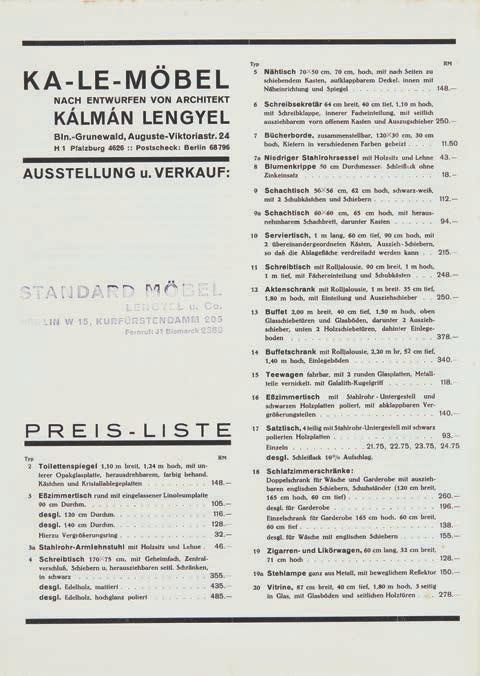 KA-LE-MÖBEL
NACH ENTWURFEN VON ARCHITEKT
KÁLMÁN LENGYEL
Bln.-Grunewald, Auguste-Viktoriastr. 24
H 1 Pfalzburg 4626 :: Postscheck: Berlin 68796
AUSSTELLUNG u. VERKAUF:
STANDARD MÖBEL
LENGYEL u. Co.
BERLIN W 15, KURFÜRSTENDAMM 205
Fernruf: J1 Bismarck 2360
PREIS-LISTE
Typ RM
2 Toilettenspiegel 1,10 m breit, 1,24 m hoch, mit un-
terer Opakglasplatte, herausdrehbaren, farbig behand.
Kästchen und Kristallablegeplatten . . . . . 148.—
3 Eßzimmertisch rund mit eingelassener Linoleumplatte
90 cm Durchm. . . . . . 105.—
desgl. 120 cm Durchm. . . . . . 116.—
desgl. 140 cm Durchm. . . . . . 128.—
Hierzu Vergrößerungsring . . . . . 32.—
3a Stahlrohr-Armlehnstuhl mit Holzsitz und Lehne . 46.—
4 Schreibtisch 170×75 cm, mit Geheimfach, Zentral-
verschluß, Schiebern u. herausziehbaren seitl. Schränken,
in schwarz . . . . . 355.—
desgl. Edelholz, mattiert . . . . . 435.—
desgl. Edelholz, hochglanz poliert . . . . . 485.—
Typ RM
5 Nähtisch 70×50 cm, 70 cm, hoch, mit nach Seiten zu
schiebendem Kasten, aufklappbarem Deckel, innen mit
Näheinrichtung und Spiegel . . . . . 148.—
6 Schreibsekretär 64 cm breit, 40 cm tief, 1,10 m hoch,
mit Schreibklappe, innerer Facheinteilung, mit seitlich
ausziehbarem vorn offenem Kasten und Auszugschieber 250.—
7 Bücherborde, zusammenstellbar, 120×30 cm, 30 cm
hoch, Kiefern in verschiedenen Farben gebeizt . . . . 11.50
7a Niedriger Stahlrohrsessel mit Holzsitz und Lehne . 43.—
8 Blumenkrippe 50 cm Durchmesser, Schleiflack ohne
Zinkeinsatz . . . . . 18.—
9 Schachtisch 56×56 cm, 62 cm hoch, schwarz-weiß,
mit 2 Schubkästchen und Schiebern . . . . . 112.—
9a Schachtisch 60×60 cm, 65 cm hoch, mit heraus-
nehmbarem Schachbrett, darunter Kasten . . . . . 94.—
10 Serviertisch, 1 m lang, 60 cm tief, 90 cm hoch, mit
2 übereinandergeordneten Kästen, Auszieh-Schiebern,
so daß die Ablagefläche verdreifacht werden kann . . 215.—
11 Schreibtisch mit Rolljalousie, 90 cm breit, 1 m hoch,
1 m tief, mit Fächereinteilung und Schubkästen . . . . 248.—
12 Aktenschrank mit Rolljalousie, 1 m breit, 35 cm tief,
1,80 m hoch, mit Einteilung und Ausziehschieber . . . 250.—
13 Buffet 2,00 m breit, 40 cm tief, 1,50 m hoch, oben
Glasschiebetüren und Glasböden, darunter 2 Auszieh-
schieber, unten 2 Holzschiebetüren, dahinter Einlege-
boden . . . . . 378.—
14 Buffetschrank mit Rolljalousie, 2,20 m br, 52 cm tief,
1,40 m hoch, Einlegeböden . . . . . 340.—
15 Teewagen fahrbar, mit 2 runden Glasplatten, Metall-
teile vernickelt, mit Galalith-Kugelgriff . . . . . 118.—
16 Eßzimmertisch mit Stahlrohr-Untergestell und
schwarzen Holzplatten poliert, mit abklappbaren Ver-
größerungsteilen . . . . . 140.—
17 Satztisch, 4teilig mit Stahlrohr-Untergestell mit schwarz
polierten Holzplatten . . . . . 93.—
Einzeln . . . . 21.75, 22.75, 23.75, 24.75
desgl. Schleiflack 10% Aufschlag.
18 Schlafzimmerschränke:
Doppelschrank für Wäsche und Garderobe mit auszieh-
baren englischen Schiebern, Schuhständer (120 cm breit,
165 cm hoch, 60 cm tief) . . . . . 260.—
desgl. für Garderobe . . . . . 196.—
Einzelschrank für Garderobe 165 cm hoch, 60 cm breit,
60 cm tief . . . . . 138.—
desgl. für Wäsche mit englischen Schiebern . . . . 155.—
19 Zigarren- und Likörwagen, 60 cm lang, 32 cm breit,
71 cm hoch . . . . . 128.—
19a Stehlampe ganz aus Metall, mit beweglichem Reflektor 150.—
20 Vitrine, 87 cm breit, 40 cm tief, 1,80 m hoch, 3 seitig
in Glas, mit Glasböden und seitlichen Holztüren . . . 278.—